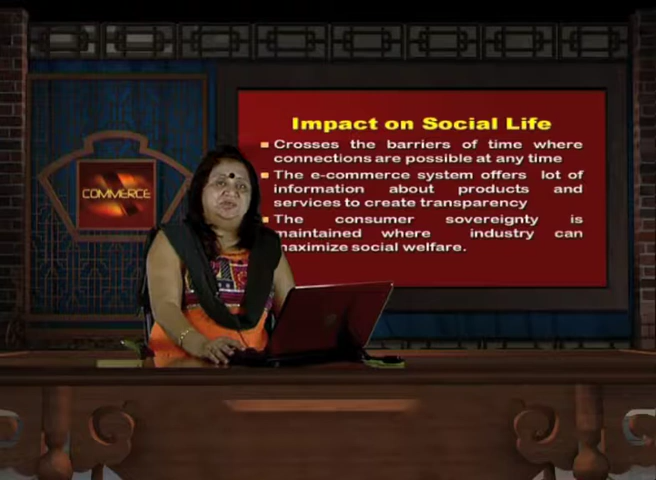 Impact on Social Life
Crosses the barriers of time where
connections are possible at any time
The e-commerce system offers lot of
information about products and
services to create transparency
The consumer sovereignty is
maintained where industry can
maximize social welfare.
COMMERCE